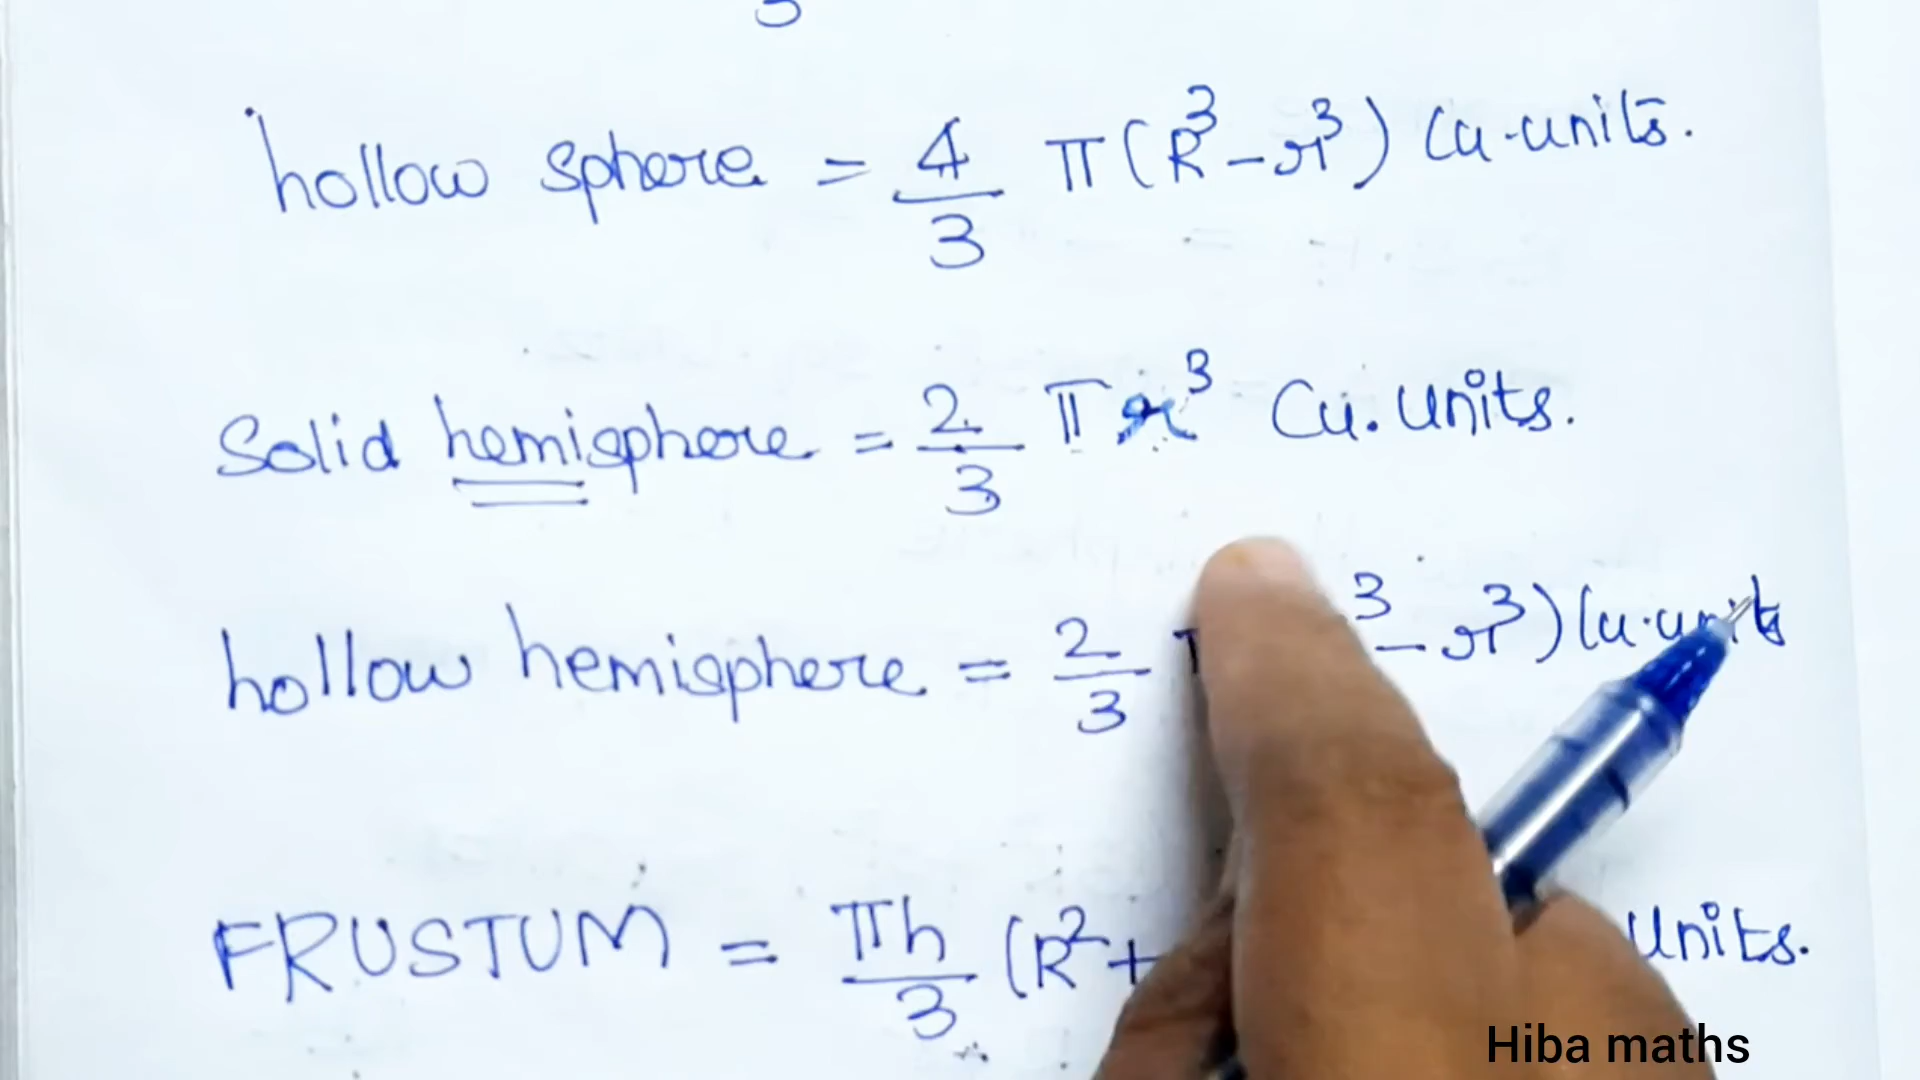 3
hollow sphere = 4/3 π(R³-r³) Cu.units.
Solid hemisphere = 2/3 πr³ Cu. Units.
hollow hemisphere = 2/3 π ³-r³) Cu.units
FRUSTUM = πh/3 (R²+ Units.
Hiba maths